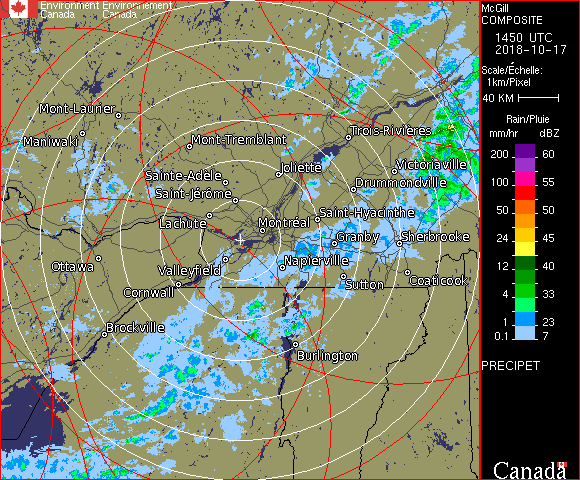 Environment Environnement
Canada Canada
McGill
COMPOSITE
1450 UTC
2018-10-17
Scale/Échelle:
1km/Pixel
40 KM
Rain/Pluie
mm/hr dBZ
200 60
150 55
100 55
50 50
24 45
12 40
4 33
1 23
0.1 7
PRECIPET
Canada
Mont-Laurier
Maniwaki
Mont-Tremblant
Trois-Rivières
Joliette
Victoriaville
Sainte-Adèle
Drummondville
Saint-Jérôme
Saint-Hyacinthe
Lachute
Montréal
Granby
Sherbrooke
Ottawa
Valleyfield
Napierville
Cornwall
Sutton
Coaticook
Brockville
Burlington